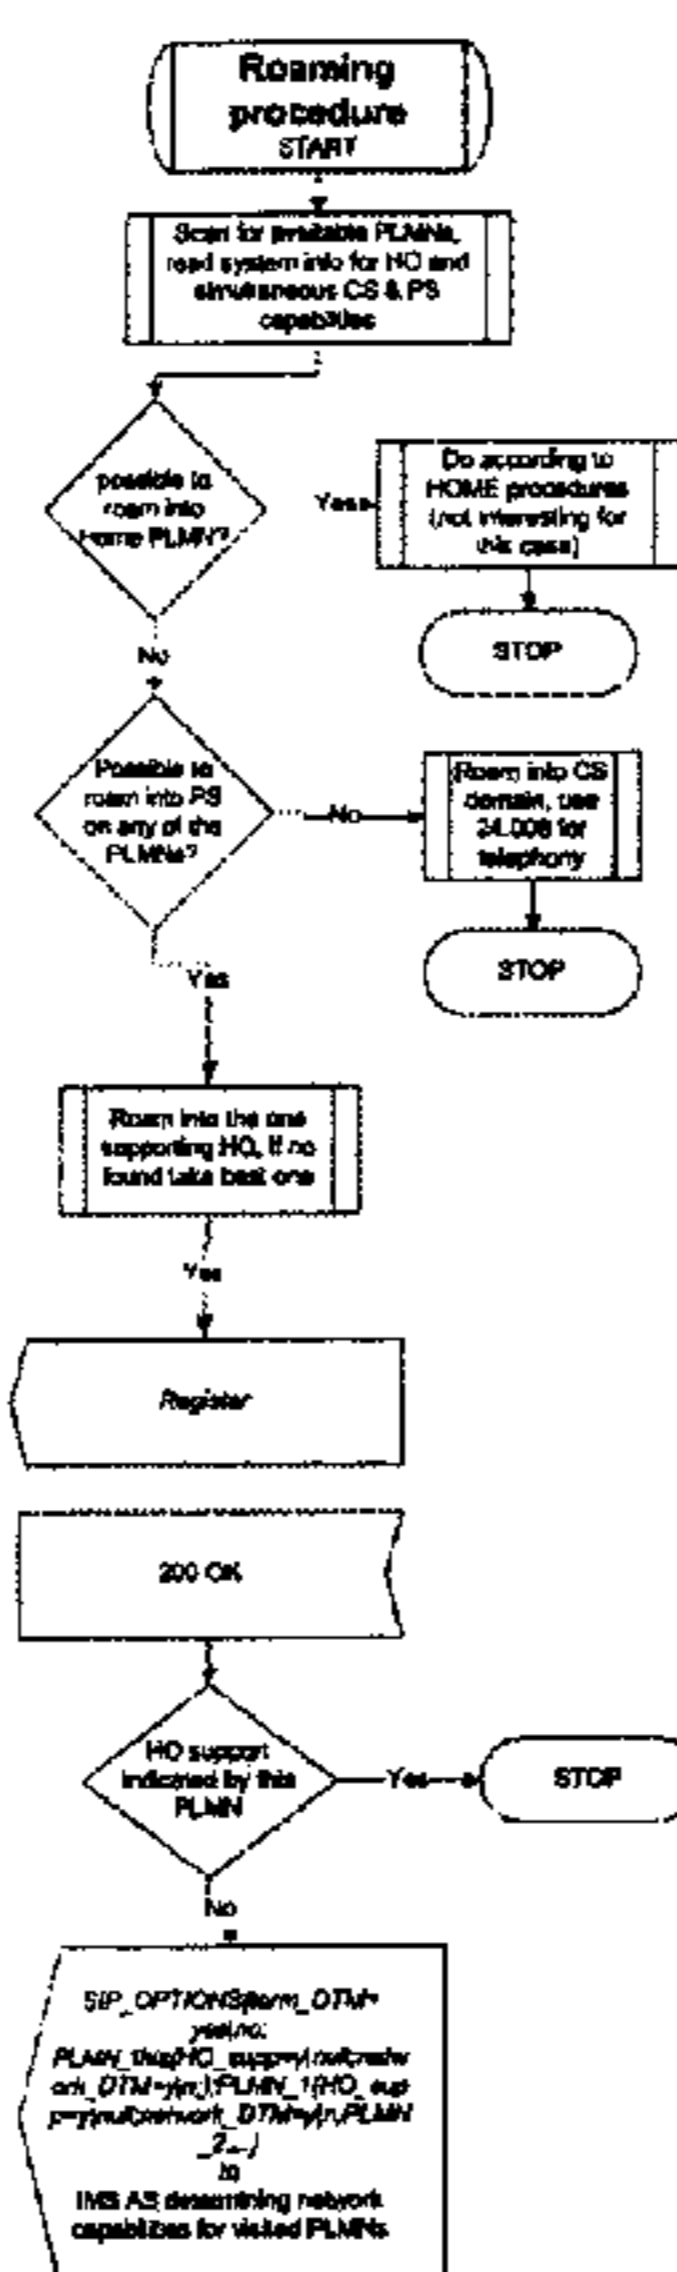 Roaming
procedure
START
Scan for available PLMNs,
read system info for HO and
simultaneous CS & PS
capabilities
possible to
roam into
Home PLMN?
Yes
Do according to
HOME procedures
(not interesting for
this case)
STOP
No
Possible to
roam into PS
on any of the
PLMNs?
No
Roam into CS
domain, use
24.008 for
telephony
STOP
Yes
Roam into the one
supporting HO, if no
found take best one
Yes
Register
200 OK
HO support
indicated by this
PLMN
Yes
STOP
No
yes|no;
_2...)
to
IMS AS determining network
capabilities for visited PLMNs